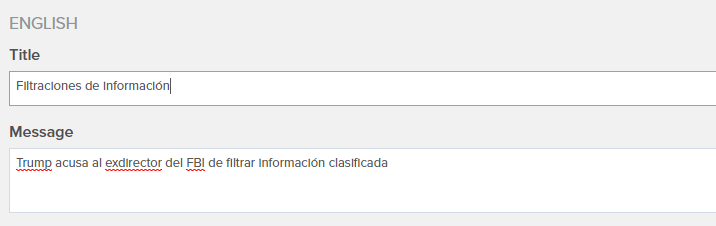 ENGLISH
Title
Filtraciones de información
Message
Trump acusa al exdirector del FBI de filtrar información clasificada